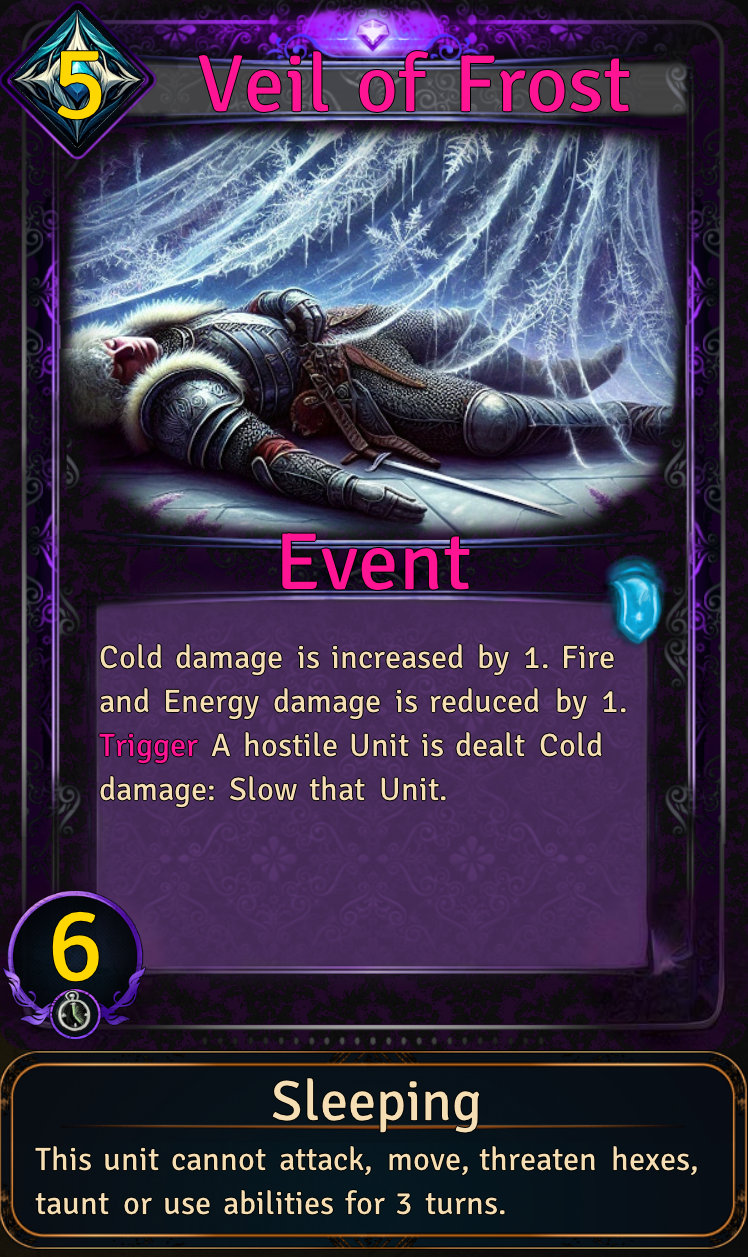 5
Veil of Frost
Event
Cold damage is increased by 1. Fire
and Energy damage is reduced by 1.
Trigger A hostile Unit is dealt Cold
damage: Slow that Unit.
6
Sleeping
This unit cannot attack, move, threaten hexes,
taunt or use abilities for 3 turns.